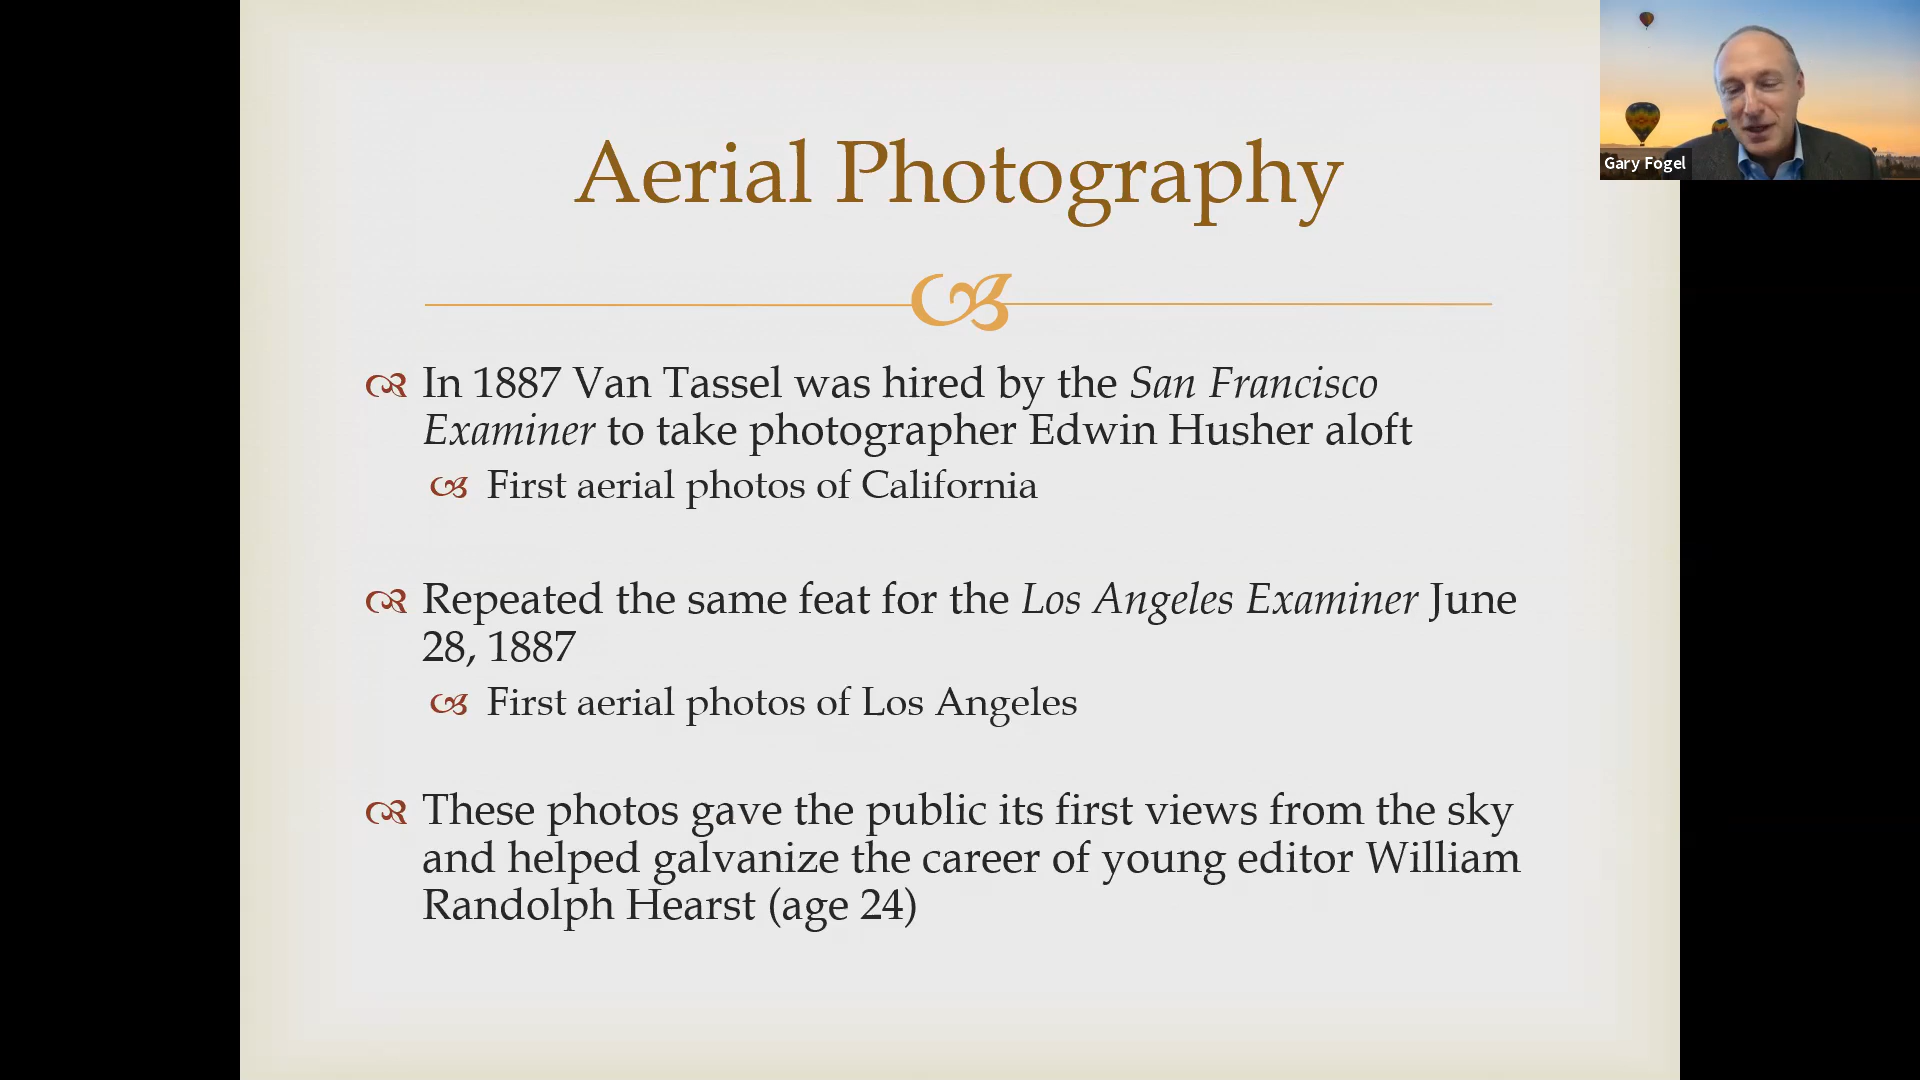 Aerial Photography
In 1887 Van Tassel was hired by the San Francisco
Examiner to take photographer Edwin Husher aloft
First aerial photos of California
Repeated the same feat for the Los Angeles Examiner June
28, 1887
First aerial photos of Los Angeles
These photos gave the public its first views from the sky
and helped galvanize the career of young editor William
Randolph Hearst (age 24)
Gary Fogel